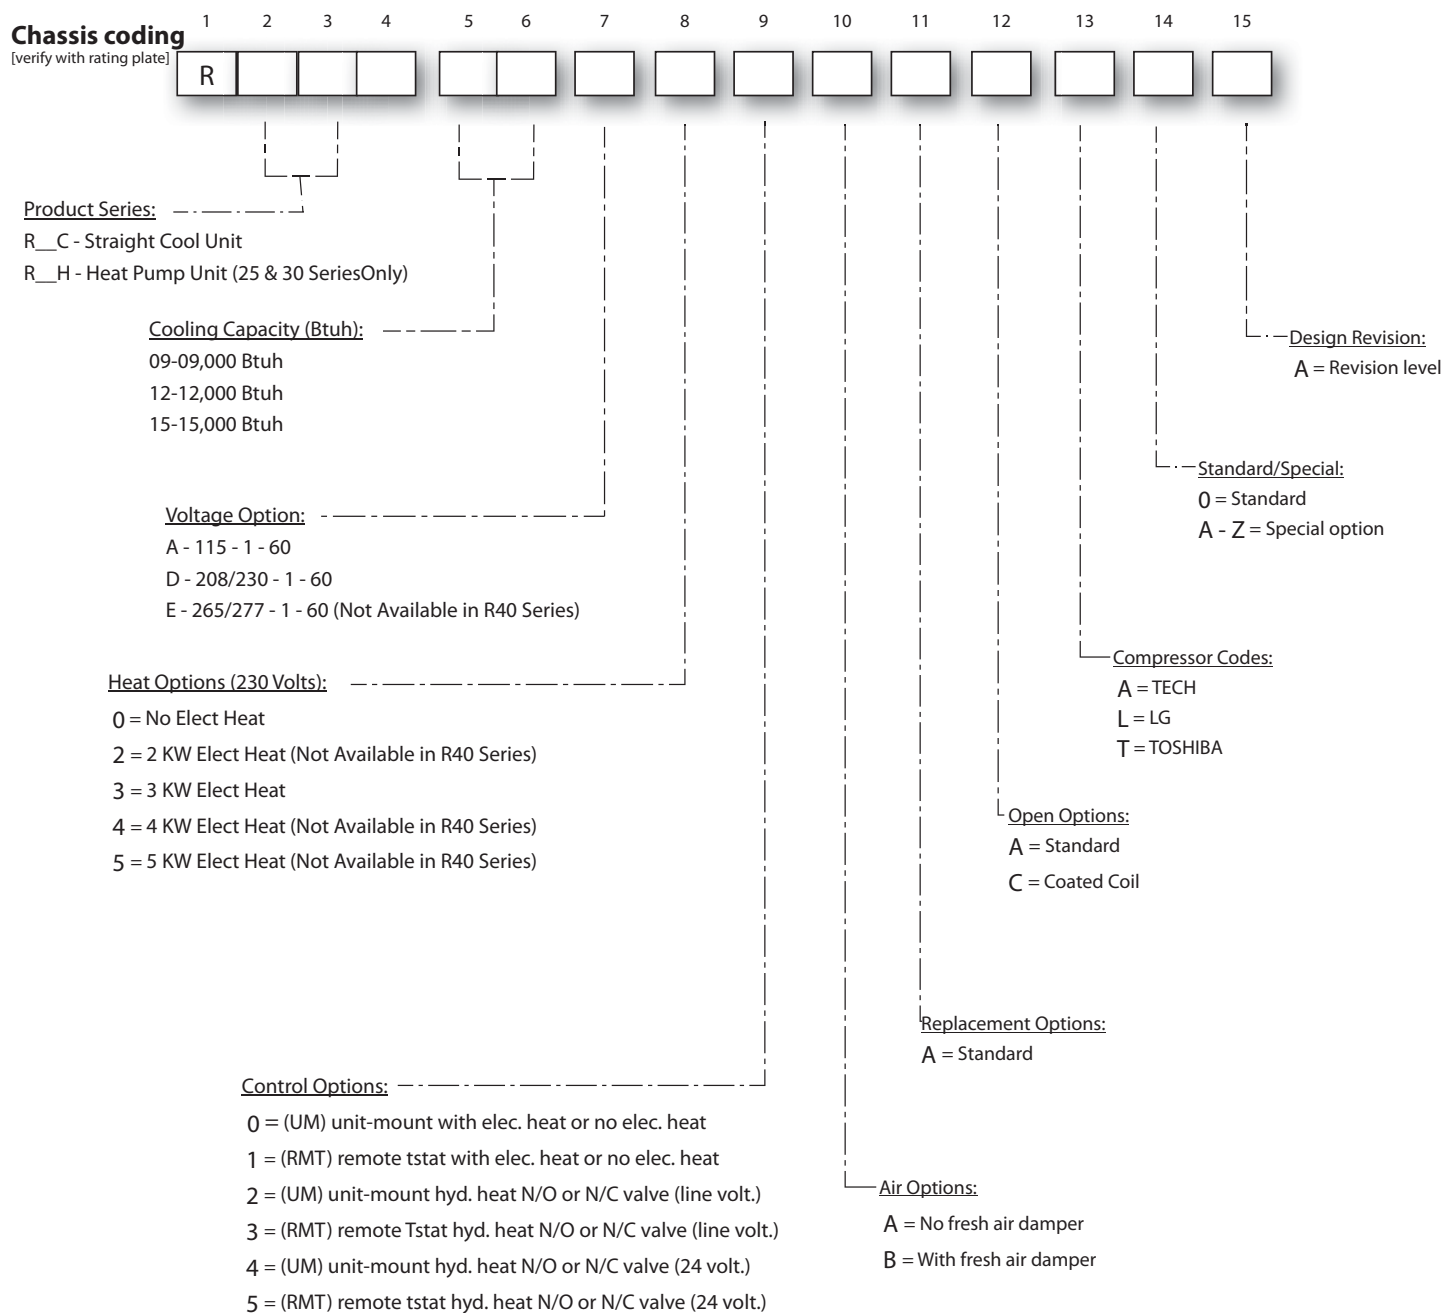 1 2 3 4 5 6 7 8 9 10 11 12 13 14 15
Chassis coding
[verify with rating plate]
R
Product Series:
R__C - Straight Cool Unit
R__H - Heat Pump Unit (25 & 30 SeriesOnly)
Cooling Capacity (Btuh):
09-09,000 Btuh
12-12,000 Btuh
15-15,000 Btuh
Design Revision:
A = Revision level
Standard/Special:
0 = Standard
A - Z = Special option
Voltage Option:
A - 115 - 1 - 60
D - 208/230 - 1 - 60
E - 265/277 - 1 - 60 (Not Available in R40 Series)
Compressor Codes:
A = TECH
L = LG
T = TOSHIBA
Heat Options (230 Volts):
0 = No Elect Heat
2 = 2 KW Elect Heat (Not Available in R40 Series)
3 = 3 KW Elect Heat
4 = 4 KW Elect Heat (Not Available in R40 Series)
5 = 5 KW Elect Heat (Not Available in R40 Series)
Open Options:
A = Standard
C = Coated Coil
Replacement Options:
A = Standard
Control Options:
0 = (UM) unit-mount with elec. heat or no elec. heat
1 = (RMT) remote tstat with elec. heat or no elec. heat
2 = (UM) unit-mount hyd. heat N/O or N/C valve (line volt.)
3 = (RMT) remote Tstat hyd. heat N/O or N/C valve (line volt.)
4 = (UM) unit-mount hyd. heat N/O or N/C valve (24 volt.)
5 = (RMT) remote tstat hyd. heat N/O or N/C valve (24 volt.)
Air Options:
A = No fresh air damper
B = With fresh air damper